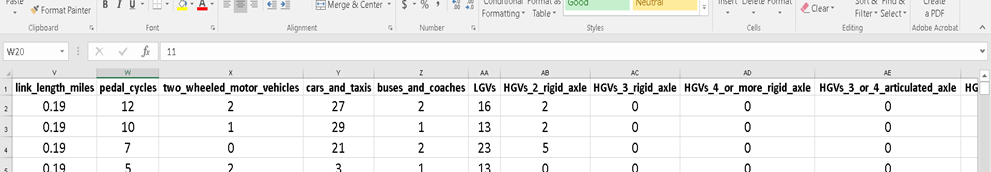 Format Painter
B I U
Merge & Center
$ % ,
Conditional Format as
Formatting Table
Good Neutral
Insert Delete Format
Clear
Sort & Find &
Filter Select
Create
a PDF
Clipboard Font Alignment Number Styles Cells Editing Adobe Acrobat
W20 fx 11
V W X Y Z AA AB AC AD AE
1 link_length_miles pedal_cycles two_wheeled_motor_vehicles cars_and_taxis buses_and_coaches LGVs HGVs_2_rigid_axle HGVs_3_rigid_axle HGVs_4_or_more_rigid_axle HGVs_3_or_4_articulated_axle
2 0.19 12 2 27 2 16 2 0 0 0
3 0.19 10 1 29 1 13 2 0 0 0
4 0.19 7 0 21 2 23 5 0 0 0
0.19 5 2 3 1 13 0 0 0 0